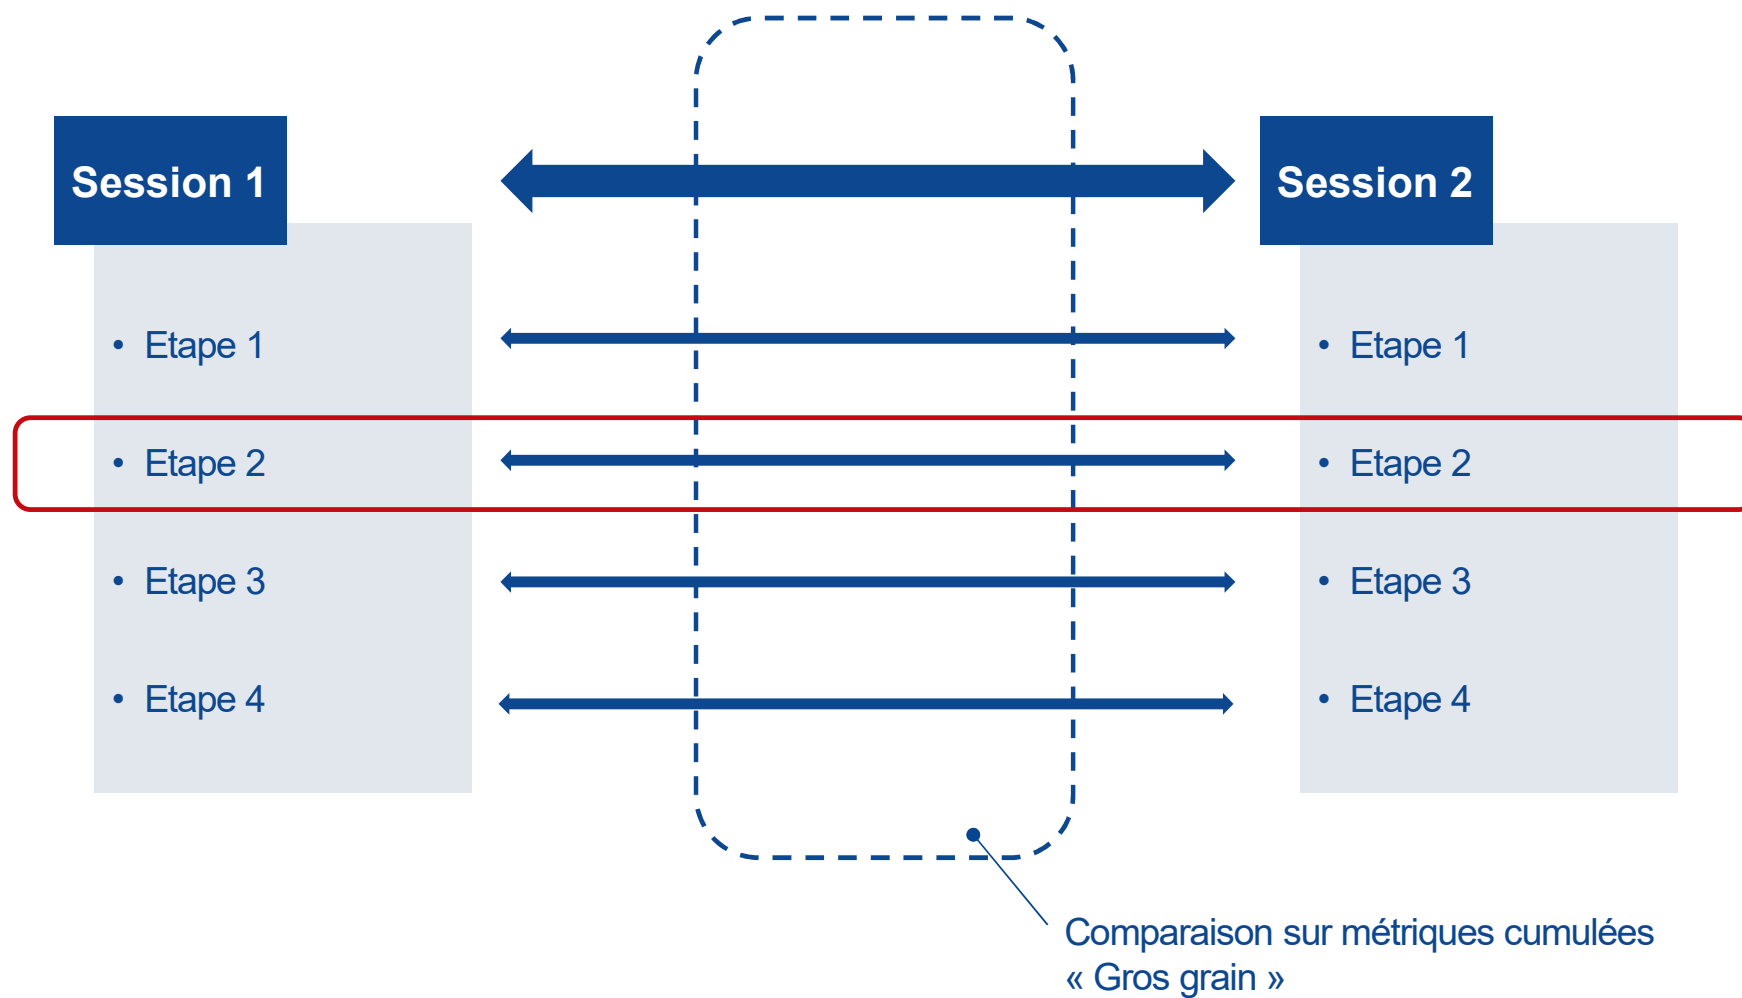 Session 1
Session 2
• Etape 1
• Etape 2
• Etape 3
• Etape 4
• Etape 1
• Etape 2
• Etape 3
• Etape 4
Comparaison sur métriques cumulées
« Gros grain »